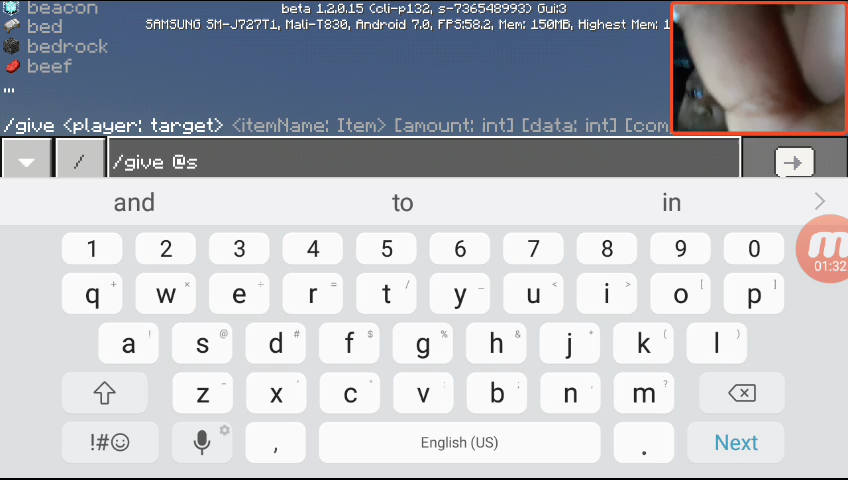 beacon
beta 1.2.0.15 (cli-p132, s-736548993) Gui:3
bed
SAMSUNG SM-J727T1, Mali-T830, Android 7.0, FPS:58.2, Mem: 150MB, Highest Mem: 1
bedrock
beef
...
/give <player: target> <itemName: Item> [amount: int] [data: int] [com
/
/give @s
and to in
1 2 3 4 5 6 7 8 9 0
q + w × e ÷ r = t / y _ u < i > o [ p ]
a ! s @ d # f $ g % h & j * k ( l )
z - x ' c " v : b ; n , m ?
!#☺ , English (US) . Next
01:32